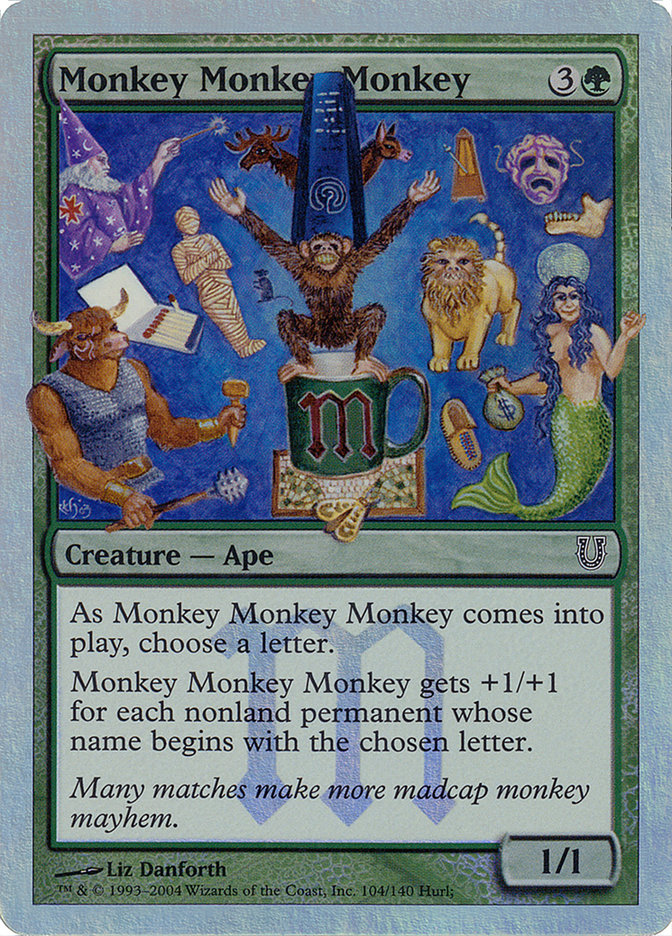 Monkey Monkey Monkey 3
m
Creature — Ape
As Monkey Monkey Monkey comes into
play, choose a letter.
Monkey Monkey Monkey gets +1/+1
for each nonland permanent whose
name begins with the chosen letter.
Many matches make more madcap monkey
mayhem.
1/1
Liz Danforth
™ & © 1993–2004 Wizards of the Coast, Inc. 104/140 Hurl;